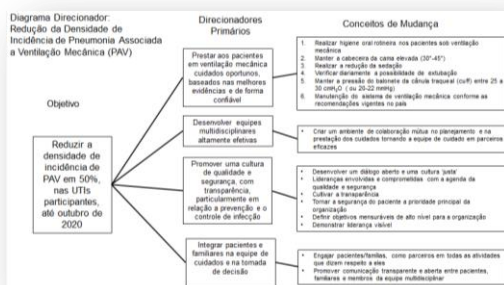 Diagrama Direcionador:
Redução da Densidade de
Incidência de Pneumonia Associada
a Ventilação Mecânica (PAV)
Objetivo
Reduzir a
densidade de
incidência de
PAV em 50%,
nas UTIs
participantes,
até outubro de
2020
Direcionadores
Primários
Prestar aos pacientes
em ventilação mecânica
cuidados oportunos,
baseados nas melhores
evidências e de forma
confiável
Desenvolver equipes
multidisciplinares
altamente efetivas
Promover uma cultura
de qualidade e
segurança, com
transparência,
particularmente em
relação a prevenção e o
controle de infecção
Integrar pacientes e
familiares na equipe de
cuidados e na tomada
de decisão
Conceitos de Mudança
1. Realizar higiene oral rotineira nos pacientes sob ventilação
mecânica
2. Manter a cabeceira da cama elevada (30°-45°)
3. Realizar a redução da sedação
4. Verificar diariamente a possibilidade de extubação
5. Manter a pressão do balonete da cânula traqueal (cuff) entre 25 a
30 cmH₂O ( ou 20-22 mmHg)
6. Manutenção do sistema de ventilação mecânica conforme as
recomendações vigentes no país
• Criar um ambiente de colaboração mútua no planejamento e na
prestação dos cuidados tornando a equipe de cuidado em parceiros
eficazes
• Desenvolver um diálogo aberto e uma cultura 'justa'
• Lideranças envolvidas e comprometidas com a agenda da
qualidade e segurança
• Cultivar a transparência
• Tornar a segurança do paciente a prioridade principal da
organização
• Definir objetivos mensuráveis de alto nível para a organização
• Demonstrar liderança visível
• Engajar pacientes/famílias, como parceiros em todas as atividades
que dizem respeito a eles
• Promover comunicação transparente e aberta entre pacientes,
familiares e membros da equipe multidisciplinar